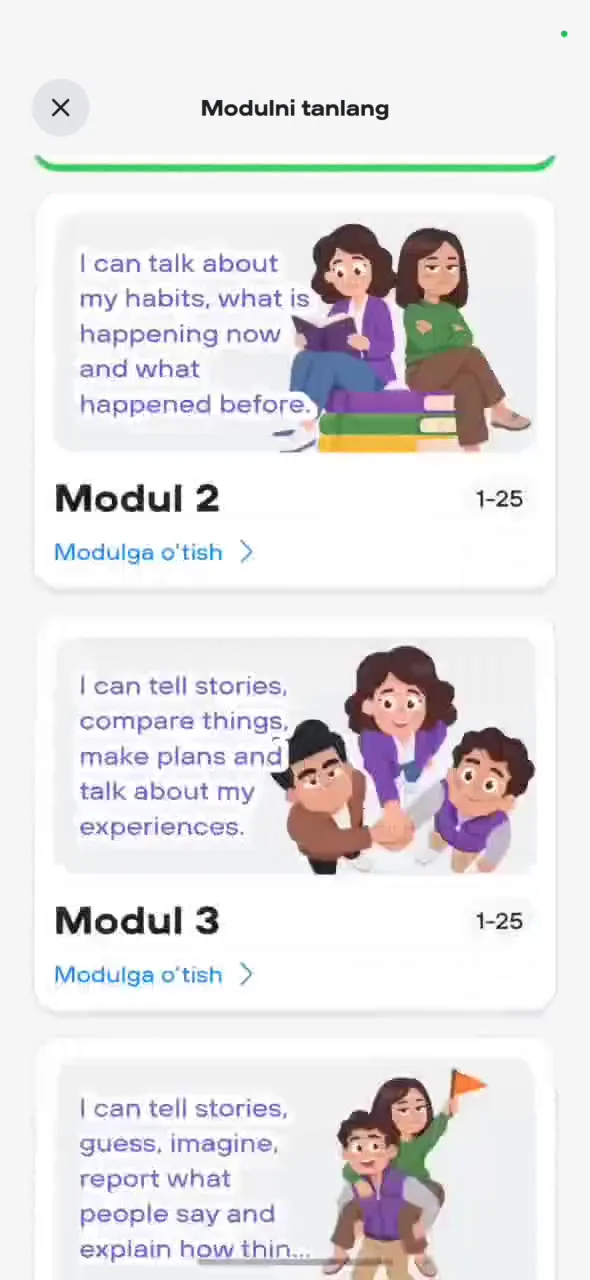 Modulni tanlang
I can talk about
my habits, what is
happening now
and what
happened before.
Modul 2
1-25
Modulga o'tish
I can tell stories,
compare things,
make plans and
talk about my
experiences.
Modul 3
1-25
Modulga o'tish
I can tell stories,
guess, imagine,
report what
people say and
explain how thin...